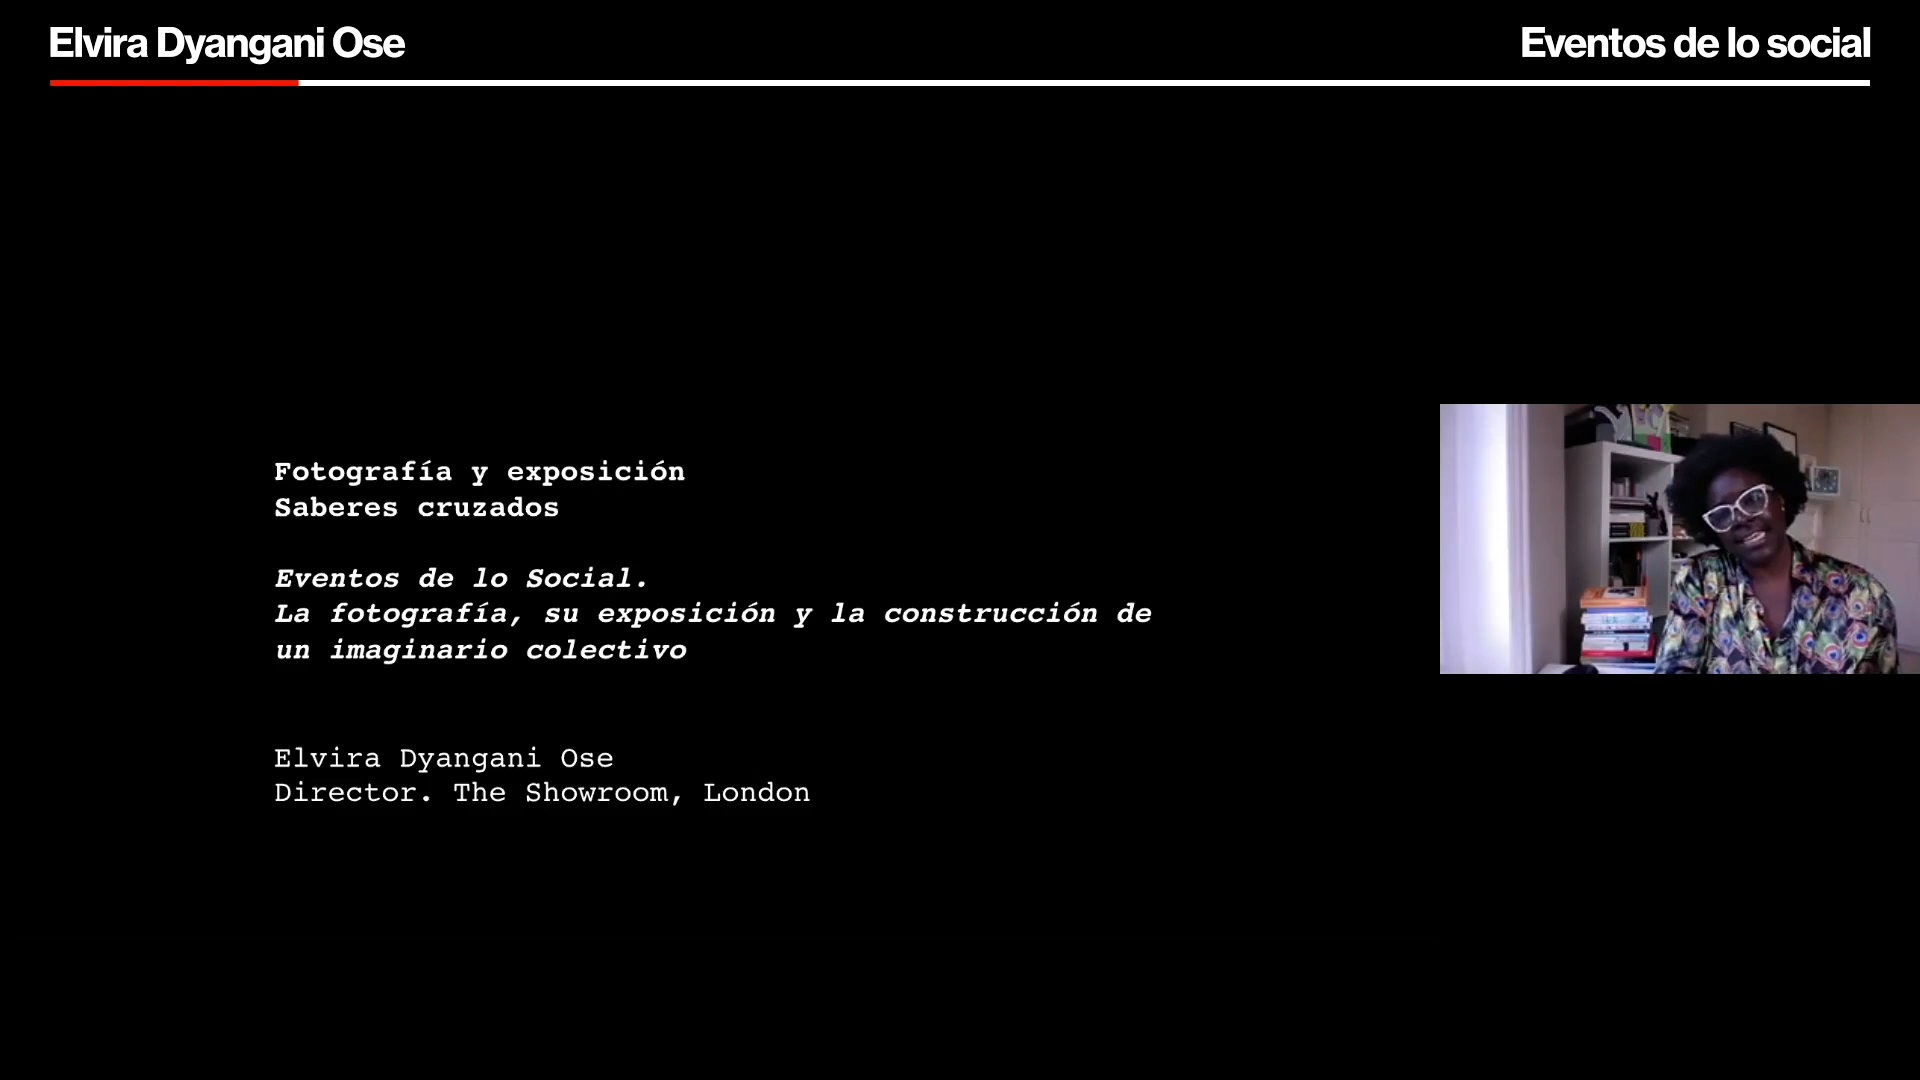 Elvira Dyangani Ose
Eventos de lo social
Fotografía y exposición
Saberes cruzados
Eventos de lo Social.
La fotografía, su exposición y la construcción de
un imaginario colectivo
Elvira Dyangani Ose
Director. The Showroom, London